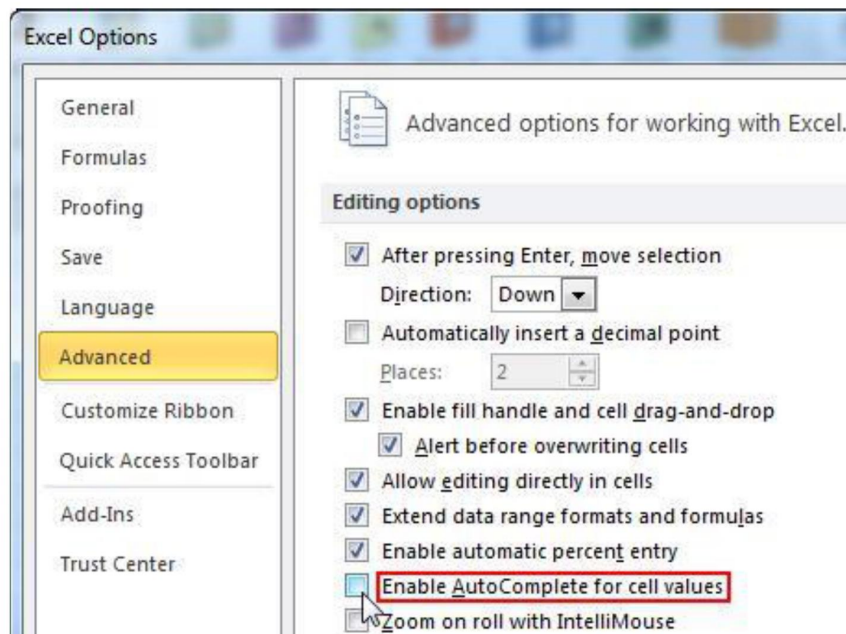 Excel Options
General
Formulas
Proofing
Save
Language
Advanced
Customize Ribbon
Quick Access Toolbar
Add-Ins
Trust Center
Advanced options for working with Excel.
Editing options
After pressing Enter, move selection
Direction: Down
Automatically insert a decimal point
Places: 2
Enable fill handle and cell drag-and-drop
Alert before overwriting cells
Allow editing directly in cells
Extend data range formats and formulas
Enable automatic percent entry
Enable AutoComplete for cell values
Zoom on roll with IntelliMouse